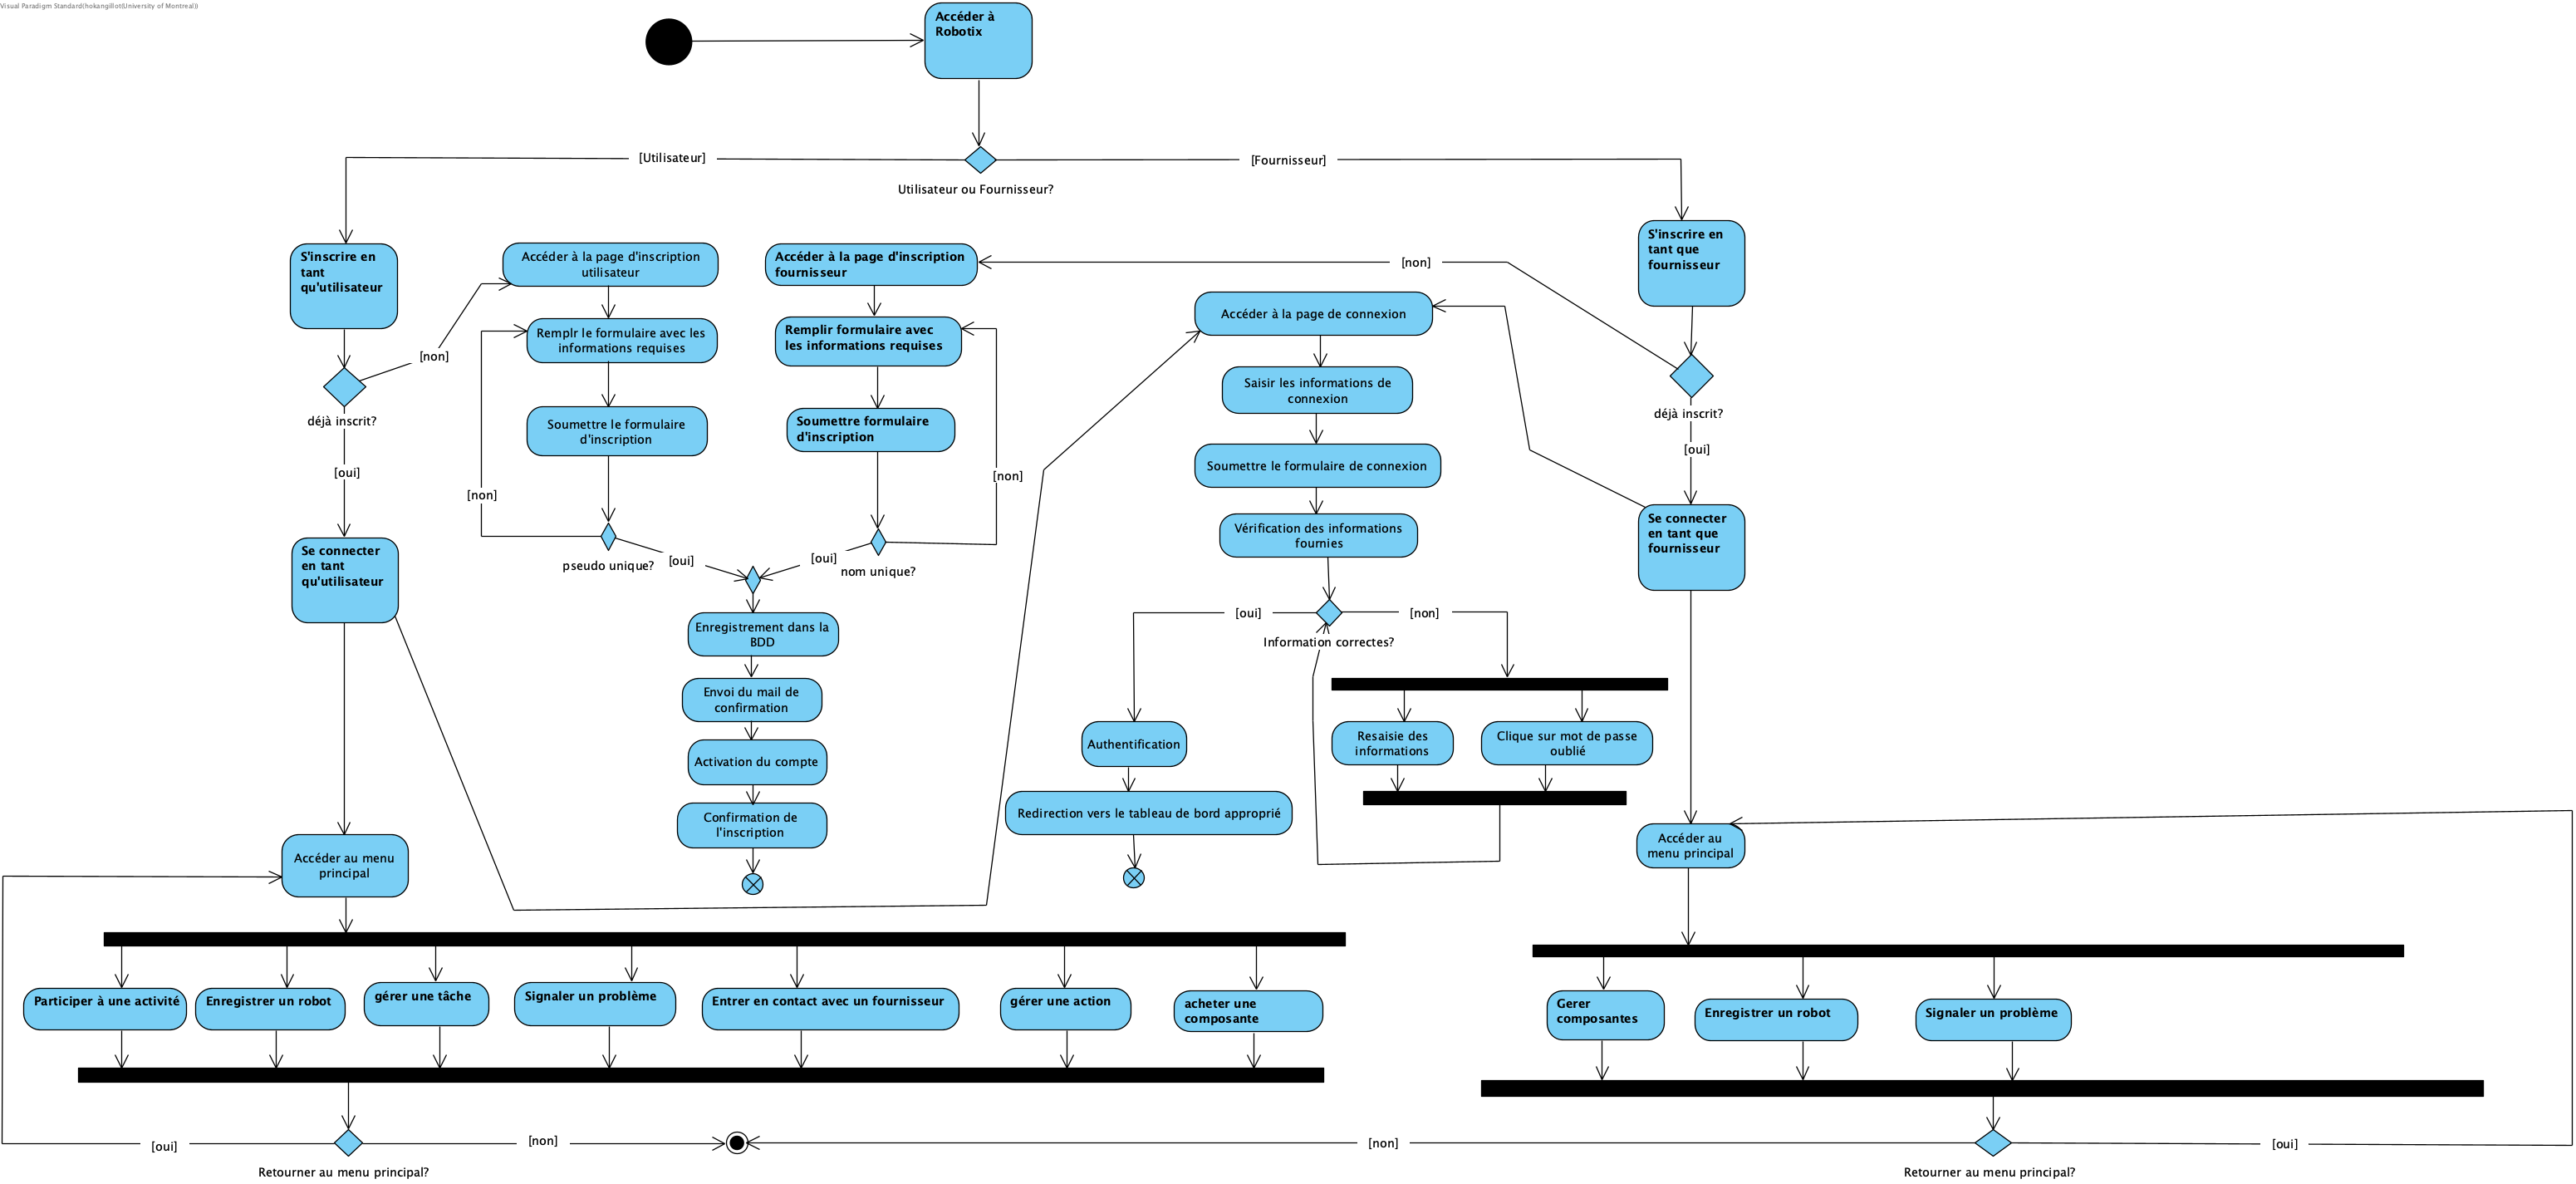 Visual Paradigm Standard(hokangillot(University of Montreal))
Accéder à
Robotix
[Utilisateur]
[Fournisseur]
Utilisateur ou Fournisseur?
S'inscrire en
tant
qu'utilisateur
Accéder à la page d'inscription
utilisateur
Accéder à la page d'inscription
fournisseur
[non]
S'inscrire en
tant que
fournisseur
Accéder à la page de connexion
Remplr le formulaire avec les
informations requises
Remplir formulaire avec
les informations requises
[non]
Saisir les informations de
connexion
déjà inscrit?
déjà inscrit?
Soumettre le formulaire
d'inscription
Soumettre formulaire
d'inscription
[oui]
[oui]
Soumettre le formulaire de connexion
[non]
[non]
Se connecter
en tant
qu'utilisateur
Vérification des informations
fournies
Se connecter
en tant que
fournisseur
pseudo unique?
[oui]
[oui]
nom unique?
Enregistrement dans la
BDD
[oui]
[non]
Information correctes?
Envoi du mail de
confirmation
Authentification
Resaisie des
informations
Clique sur mot de passe
oublié
Activation du compte
Redirection vers le tableau de bord approprié
Confirmation de
l'inscription
Accéder au menu
principal
Accéder au
menu principal
Participer à une activité
Enregistrer un robot
gérer une tâche
Signaler un problème
Entrer en contact avec un fournisseur
gérer une action
acheter une
composante
Gerer
composantes
Enregistrer un robot
Signaler un problème
[oui]
[non]
[non]
[oui]
Retourner au menu principal?
Retourner au menu principal?